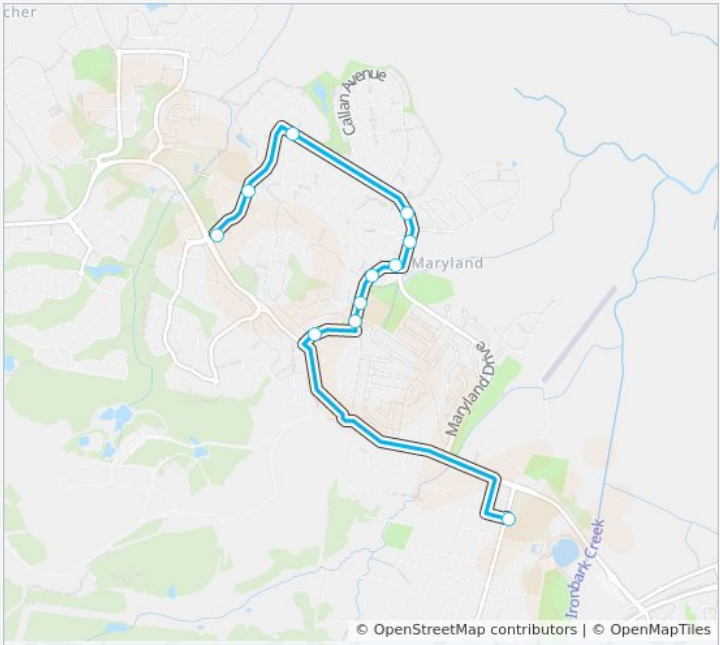 cher
Callan Avenue
Maryland
Maryland Drive
Ironbark Creek
© OpenStreetMap contributors | © OpenMapTiles